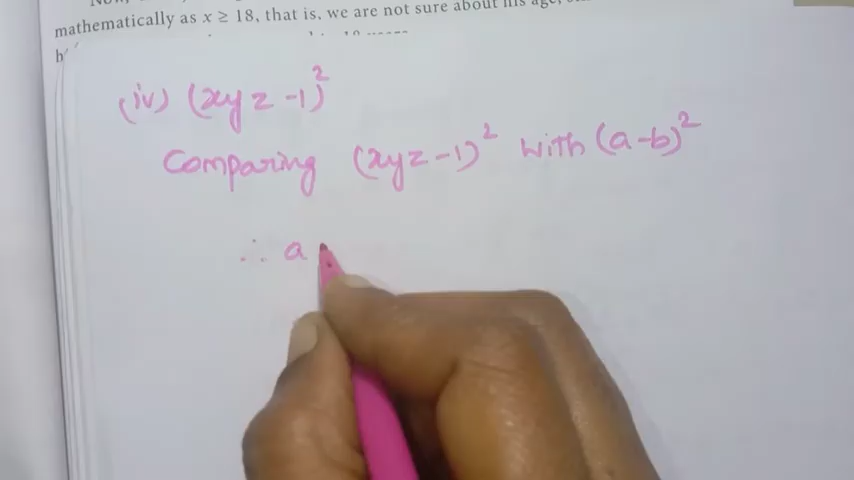 mathematically as x ≥ 18, that is, we are not sure about his age,
(iv) (xyz -1)²
Comparing (xyz-1)² with (a-b)²
∴ a